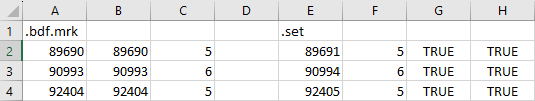 A B C D E F G H
1 .bdf.mrk .set
2 89690 89690 5 89691 5 TRUE TRUE
3 90993 90993 6 90994 6 TRUE TRUE
4 92404 92404 5 92405 5 TRUE TRUE